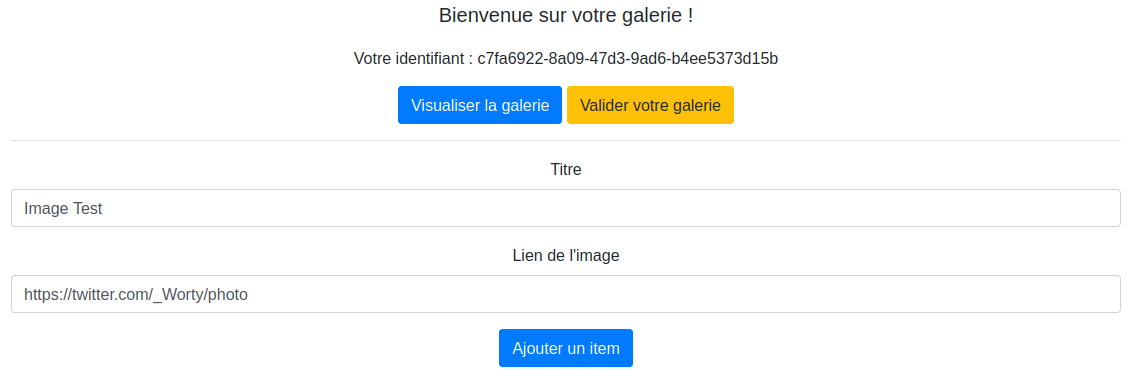 Bienvenue sur votre galerie !
Votre identifiant : c7fa6922-8a09-47d3-9ad6-b4ee5373d15b
Visualiser la galerie Valider votre galerie
Titre
Image Test
Lien de l'image
https://twitter.com/_Worty/photo
Ajouter un item